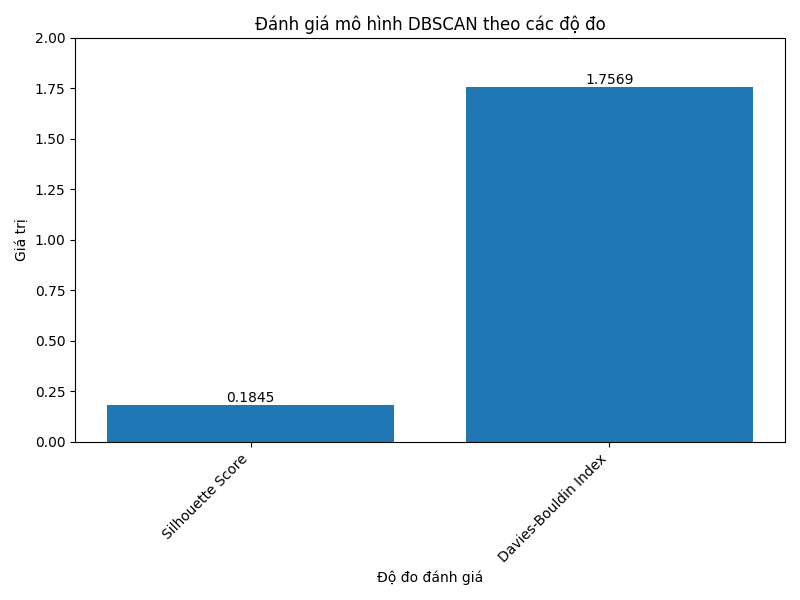 Đánh giá mô hình DBSCAN theo các độ đo
2.00
1.75
1.50
1.25
1.00
0.75
0.50
0.25
0.00
Giá trị
0.1845
1.7569
Silhouette Score
Davies-Bouldin Index
Độ đo đánh giá